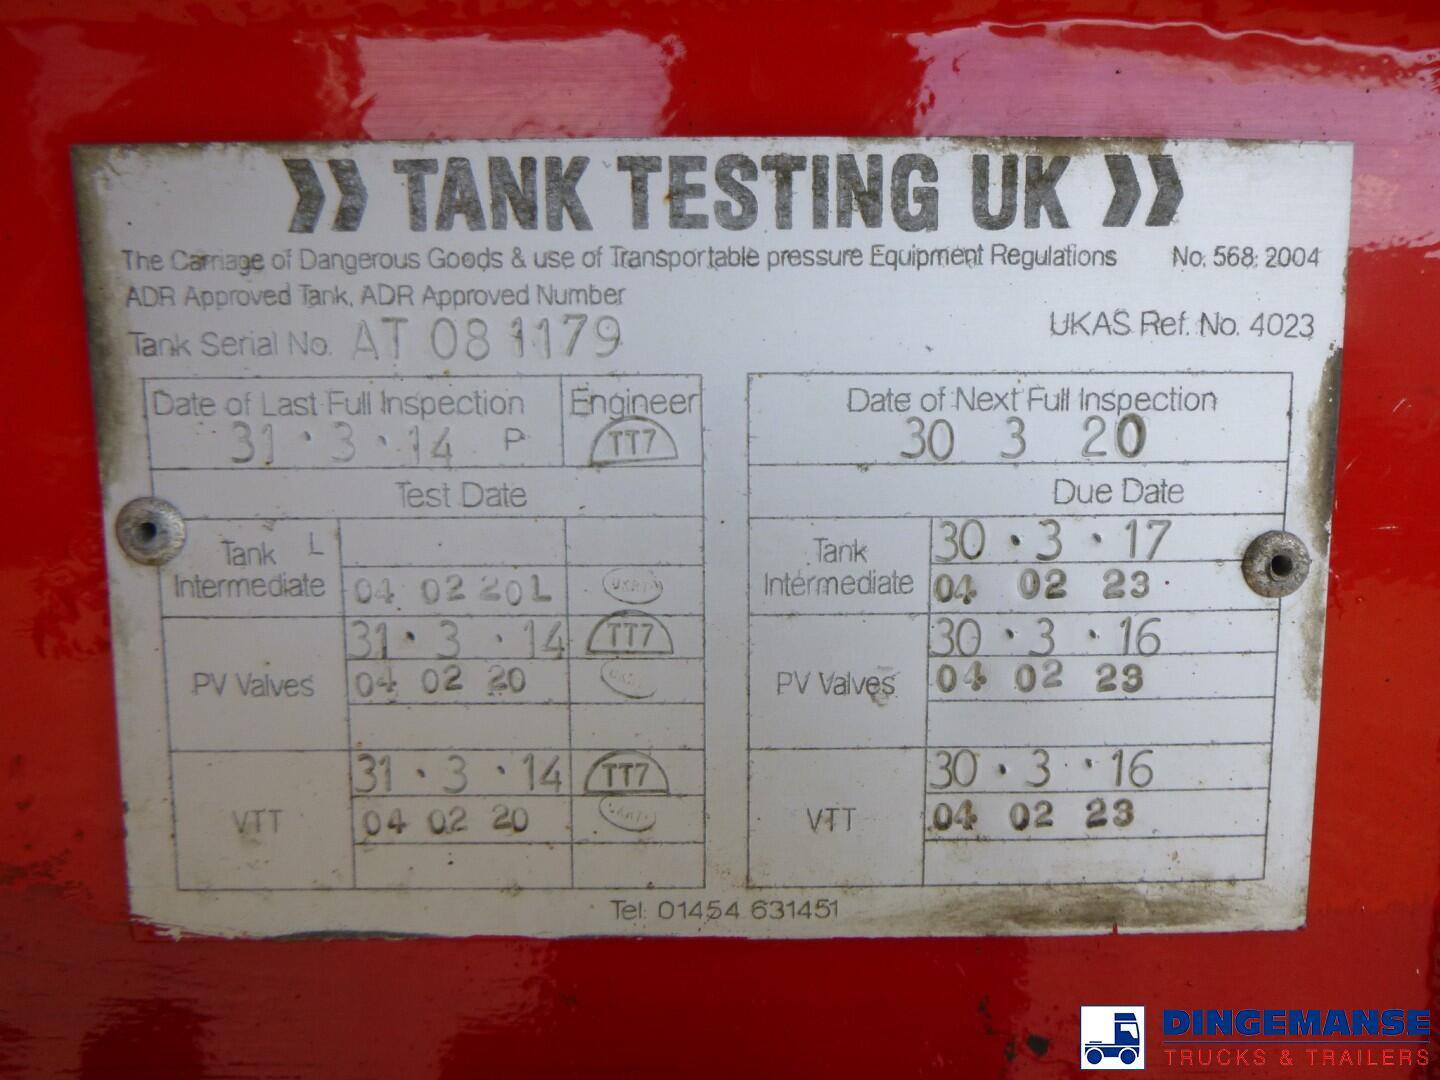 TANK TESTING UK
The Carriage of Dangerous Goods & use of Transportable pressure Equipment Regulations No. 568. 2004
ADR Approved Tank, ADR Approved Number
UKAS Ref. No. 4023
Tank Serial No. AT 081179
Date of Last Full Inspection Engineer
31 · 3 · 14 P TT7
Date of Next Full Inspection
30 3 20
Test Date
Due Date
Tank Intermediate L
04 02 20 L
Tank Intermediate
30 · 3 · 17
04 02 23
PV Valves
31 · 3 · 14 TT7
04 02 20
PV Valves
30 · 3 · 16
04 02 23
VTT
31 · 3 · 14 TT7
04 02 20
VTT
30 · 3 · 16
04 02 23
Tel: 01454 631451
DINGEMANSE
TRUCKS & TRAILERS